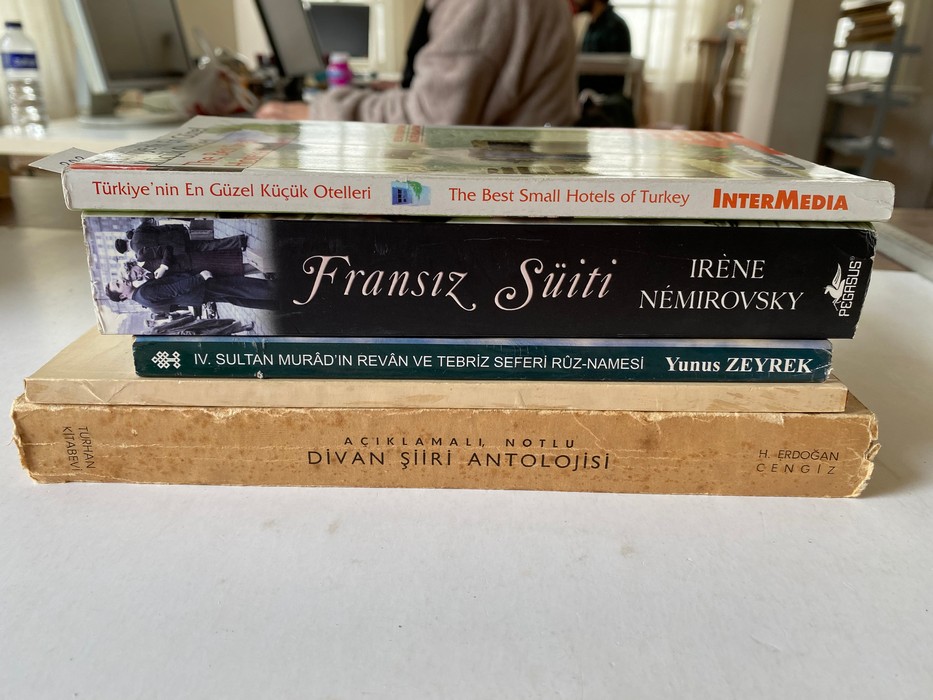 Türkiye'nin En Güzel Küçük Otelleri
The Best Small Hotels of Turkey
INTERMEDIA
Fransız Süiti
IRÈNE
NÉMIROVSKY
PEGASUS
IV. SULTAN MURÂD'IN REVÂN VE TEBRİZ SEFERİ RÛZ-NAMESİ
Yunus ZEYREK
TURHAN
KİTABEVİ
AÇIKLAMALI, NOTLU
DİVAN ŞİİRİ ANTOLOJİSİ
H. ERDOĞAN
CENGİZ